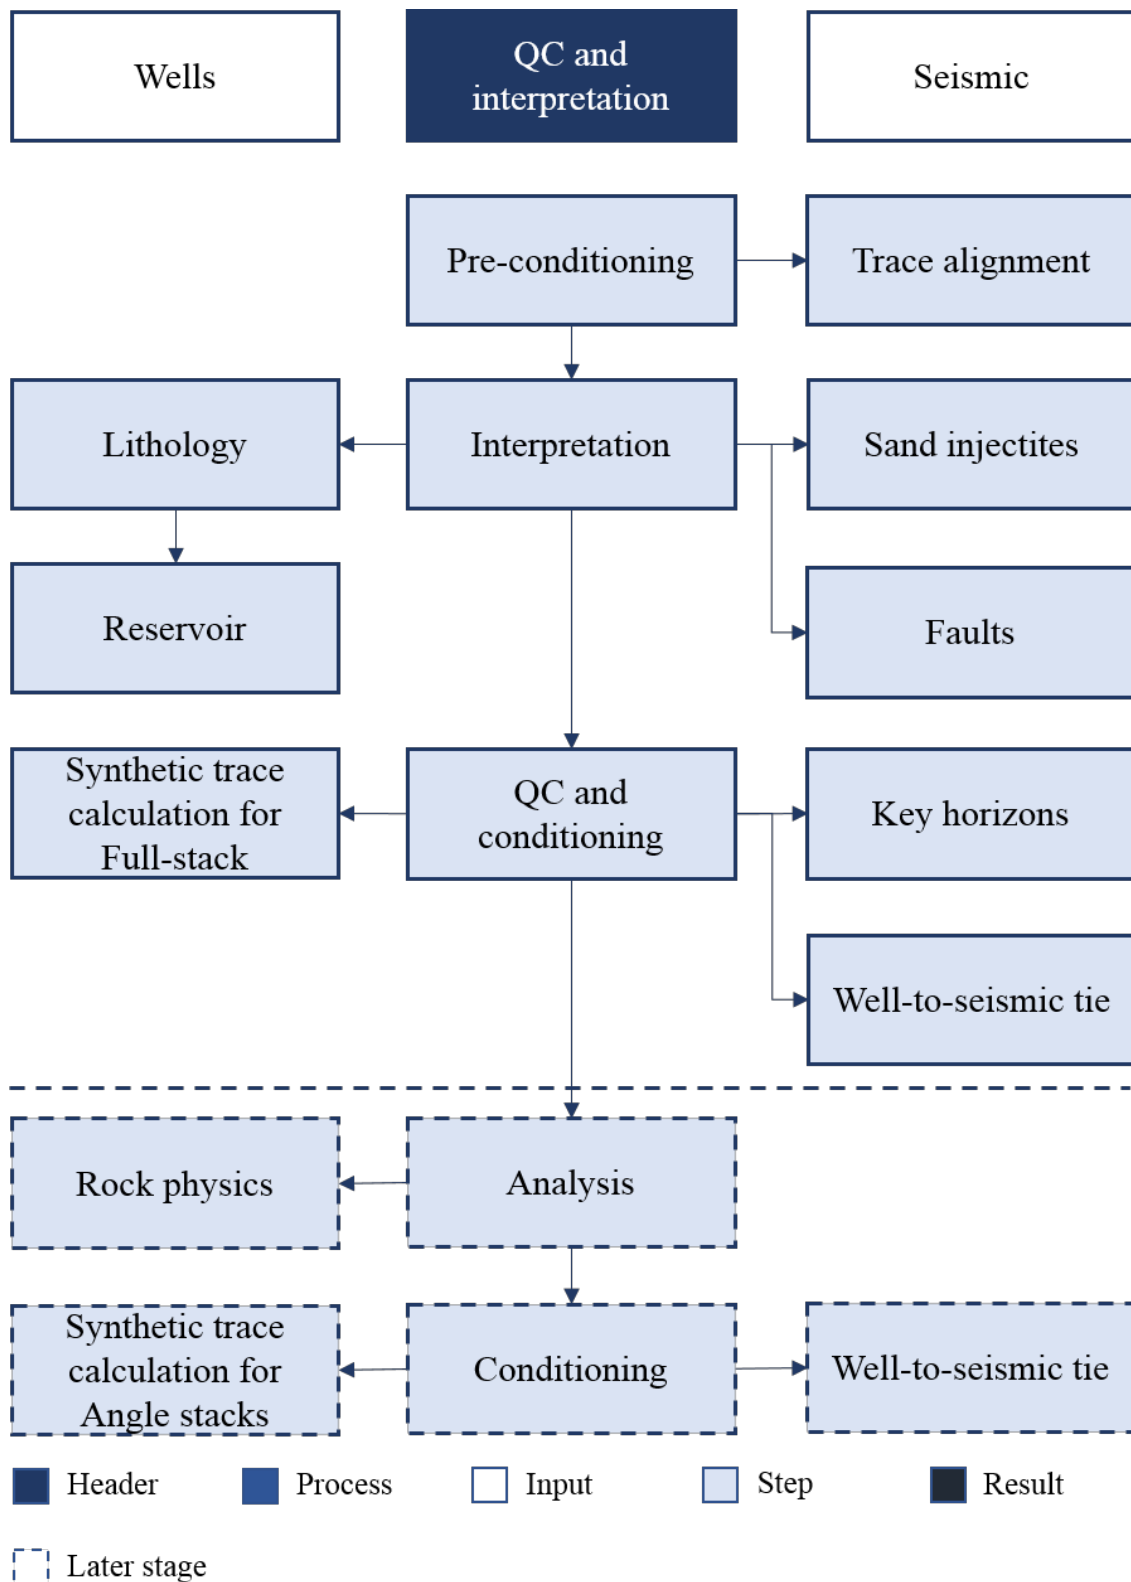 Wells
QC and
interpretation
Seismic
Pre-conditioning
Trace alignment
Lithology
Interpretation
Sand injectites
Reservoir
Faults
Synthetic trace
calculation for
Full-stack
QC and
conditioning
Key horizons
Well-to-seismic tie
Rock physics
Analysis
Synthetic trace
calculation for
Angle stacks
Conditioning
Well-to-seismic tie
Header
Process
Input
Step
Result
Later stage